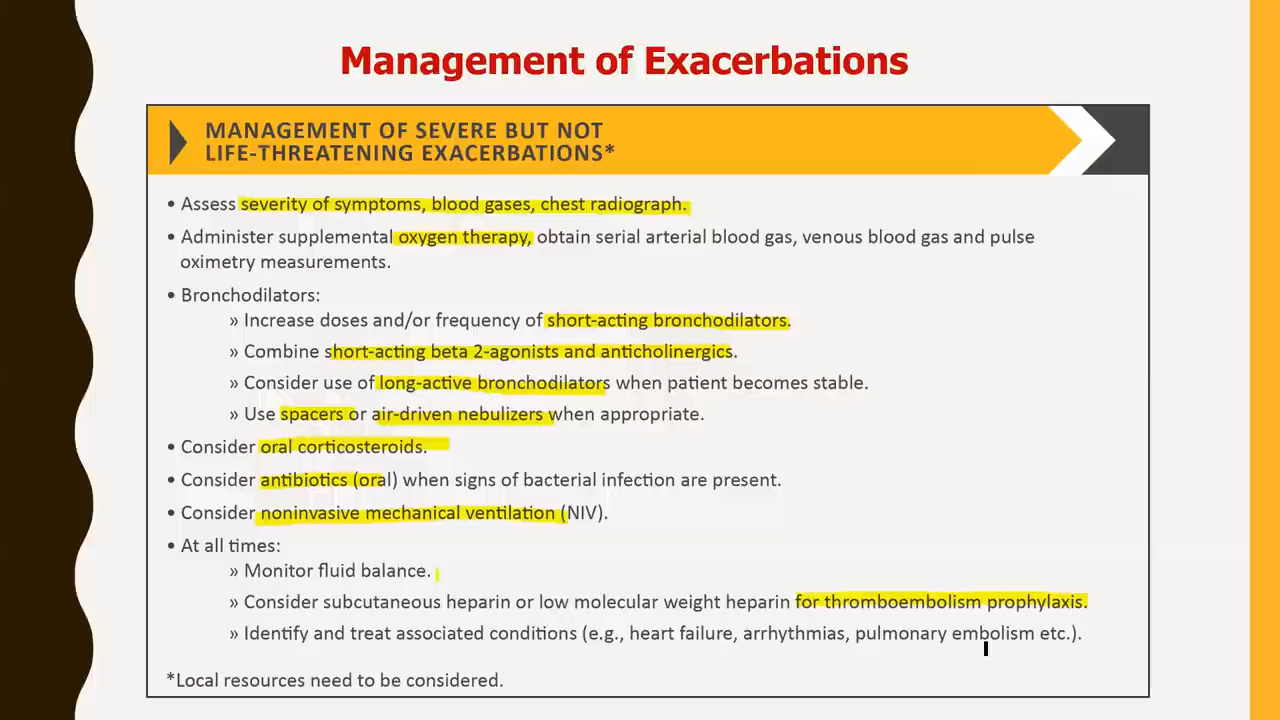 Management of Exacerbations
MANAGEMENT OF SEVERE BUT NOT
LIFE-THREATENING EXACERBATIONS*
• Assess severity of symptoms, blood gases, chest radiograph.
• Administer supplemental oxygen therapy, obtain serial arterial blood gas, venous blood gas and pulse
oximetry measurements.
• Bronchodilators:
» Increase doses and/or frequency of short-acting bronchodilators.
» Combine short-acting beta 2-agonists and anticholinergics.
» Consider use of long-active bronchodilators when patient becomes stable.
» Use spacers or air-driven nebulizers when appropriate.
• Consider oral corticosteroids.
• Consider antibiotics (oral) when signs of bacterial infection are present.
• Consider noninvasive mechanical ventilation (NIV).
• At all times:
» Monitor fluid balance.
» Consider subcutaneous heparin or low molecular weight heparin for thromboembolism prophylaxis.
» Identify and treat associated conditions (e.g., heart failure, arrhythmias, pulmonary embolism etc.).
*Local resources need to be considered.